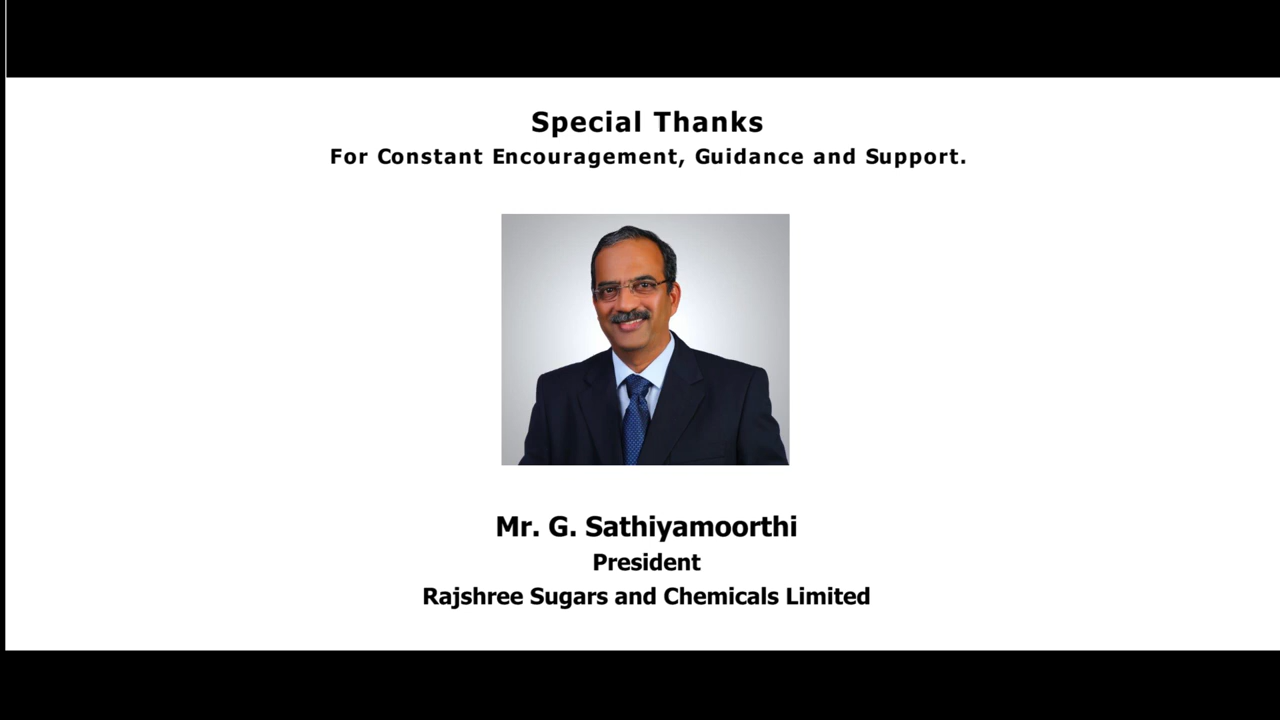 Special Thanks
For Constant Encouragement, Guidance and Support.
Mr. G. Sathiyamoorthi
President
Rajshree Sugars and Chemicals Limited